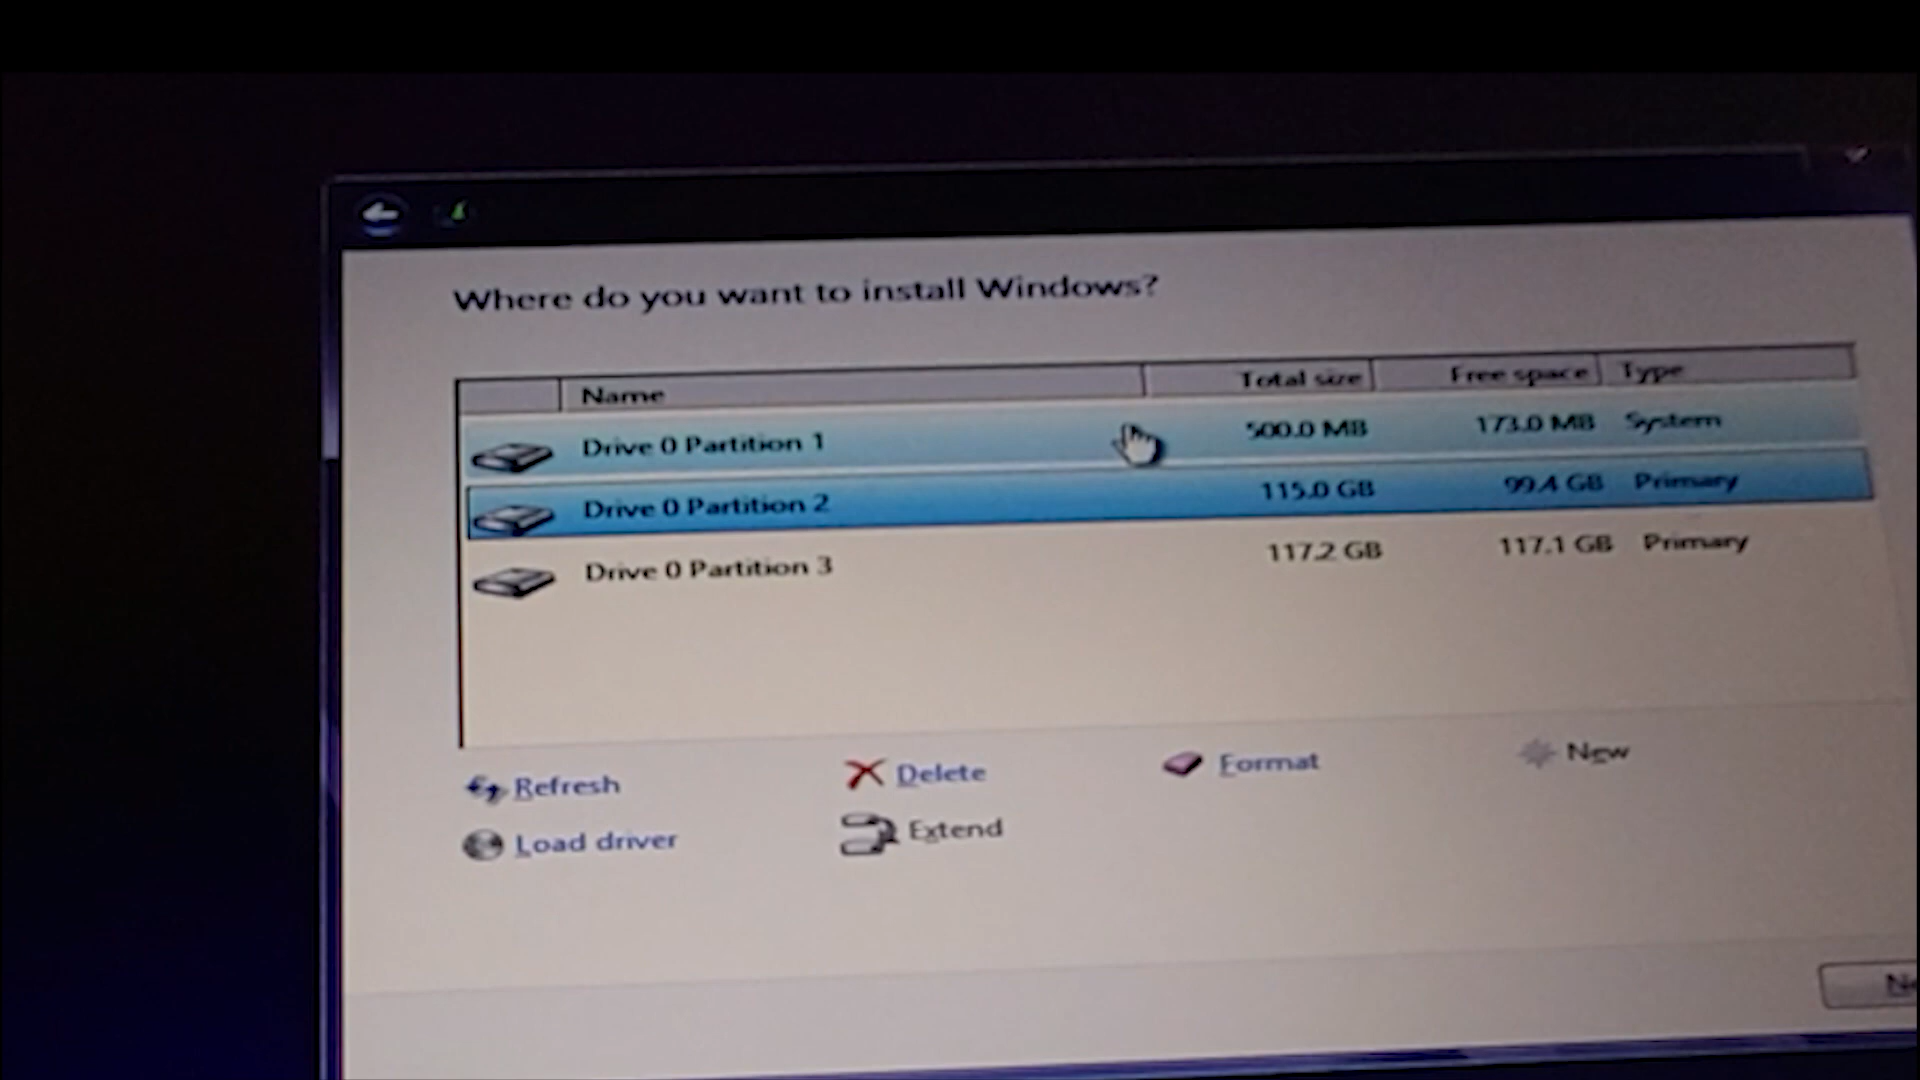 Where do you want to install Windows?
Name Total size Free space Type
Drive 0 Partition 1 500.0 MB 173.0 MB System
Drive 0 Partition 2 115.0 GB 99.4 GB Primary
Drive 0 Partition 3 117.2 GB 117.1 GB Primary
Refresh Delete Format New
Load driver Extend